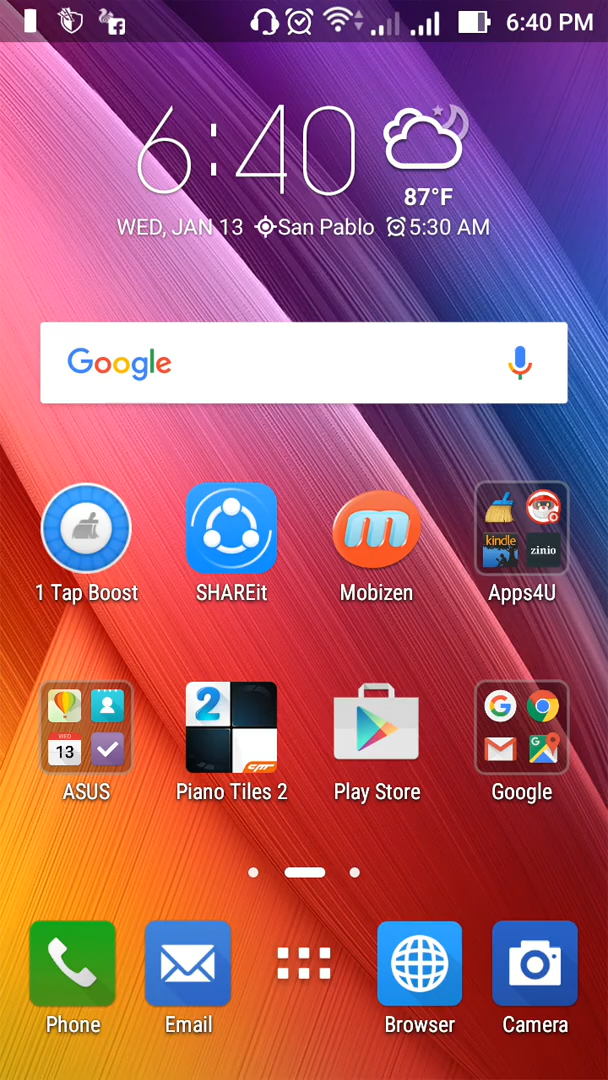 6:40 PM
6:40
87°F
WED, JAN 13 San Pablo 5:30 AM
Google
1 Tap Boost
SHAREit
Mobizen
kindle
zinio
Apps4U
WED
13
ASUS
2
Piano Tiles 2
Play Store
Google
Phone
Email
Browser
Camera